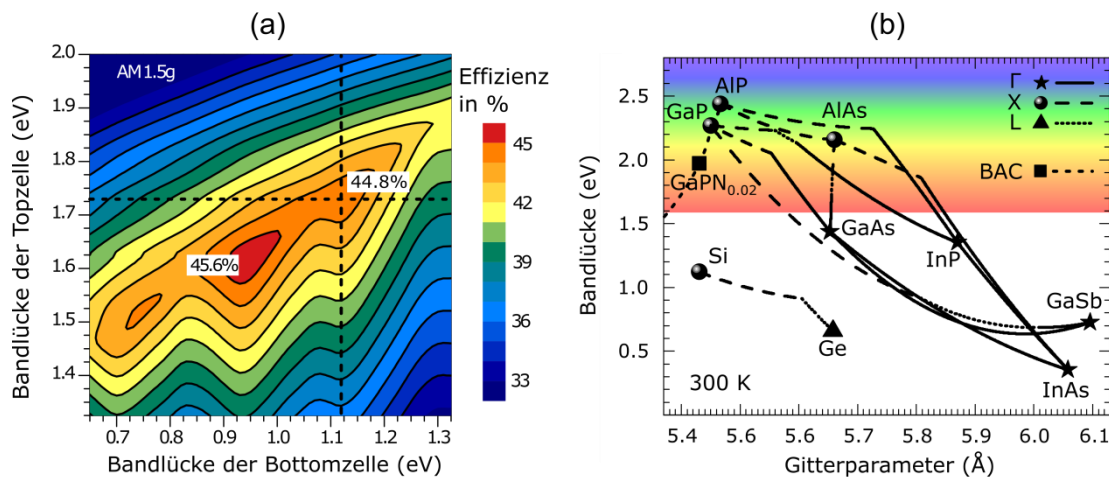 (a)
AM1.5g
2.0
1.9
1.8
1.7
1.6
1.5
1.4
Bandlücke der Topzelle (eV)
44.8%
45.6%
0.7 0.8 0.9 1.0 1.1 1.2 1.3
Bandlücke der Bottomzelle (eV)
Effizienz
in %
45
42
39
36
33
(b)
2.5
2.0
1.5
1.0
0.5
Bandlücke (eV)
AlP
GaP
AlAs
GaPN0.02
GaAs
InP
Si
Ge
GaSb
InAs
Γ
X
L
BAC
300 K
5.4 5.5 5.6 5.7 5.8 5.9 6.0 6.1
Gitterparameter (Å)